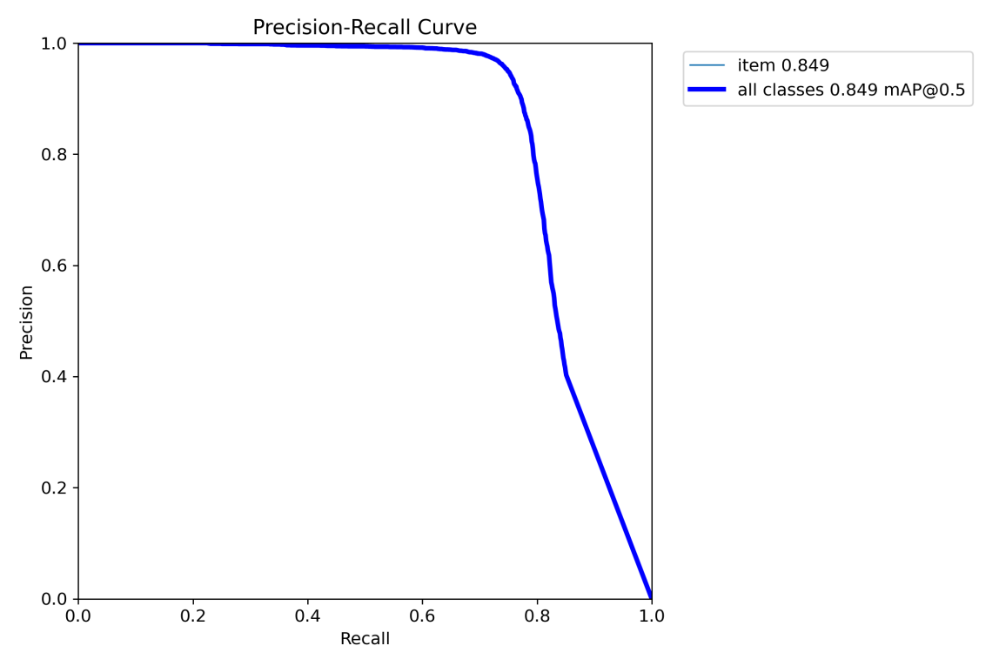 Precision-Recall Curve
1.0
0.8
0.6
0.4
0.2
0.0
Precision
0.0 0.2 0.4 0.6 0.8 1.0
Recall
item 0.849
all classes 0.849 mAP@0.5